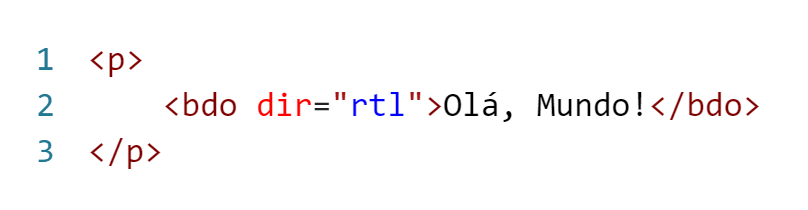 1 <p>
2     <bdo dir="rtl">Olá, Mundo!</bdo>
3 </p>